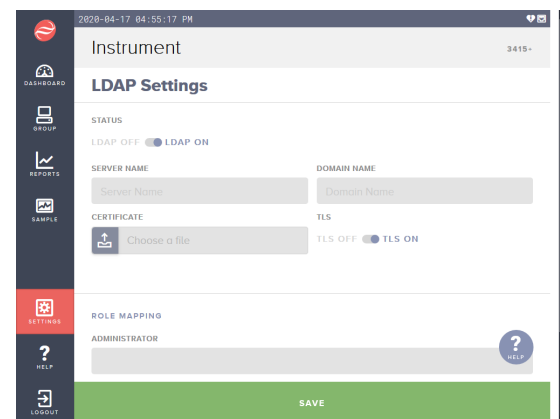 2020-04-17 04:55:17 PM
Instrument
3415-
LDAP Settings
DASHBOARD
GROUP
REPORTS
SAMPLE
SETTINGS
HELP
LOGOUT
STATUS
LDAP OFF LDAP ON
SERVER NAME DOMAIN NAME
Server Name Domain Name
CERTIFICATE TLS
Choose a file TLS OFF TLS ON
ROLE MAPPING
ADMINISTRATOR
? HELP
SAVE